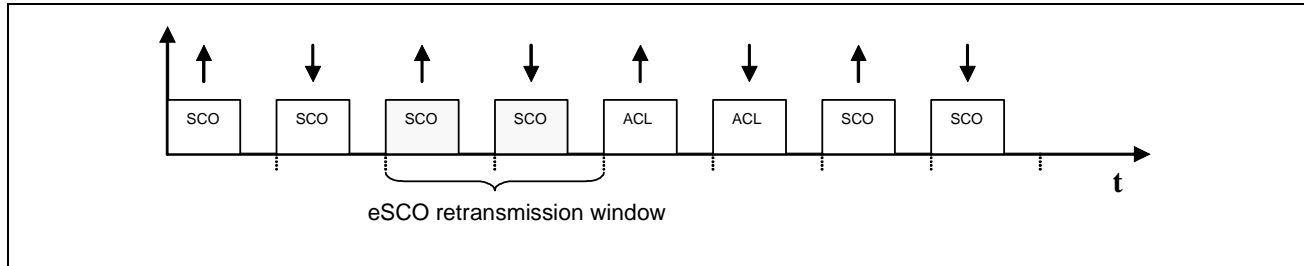 SCO SCO SCO SCO ACL ACL SCO SCO
t
eSCO retransmission window